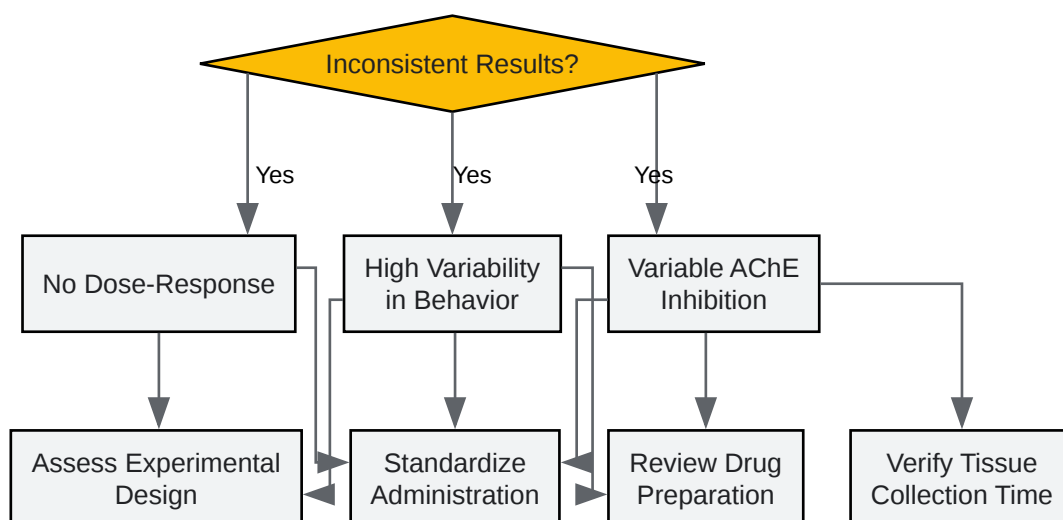 Inconsistent Results?
Yes
Yes
Yes
No Dose-Response
High Variability
in Behavior
Variable AChE
Inhibition
Assess Experimental
Design
Standardize
Administration
Review Drug
Preparation
Verify Tissue
Collection Time